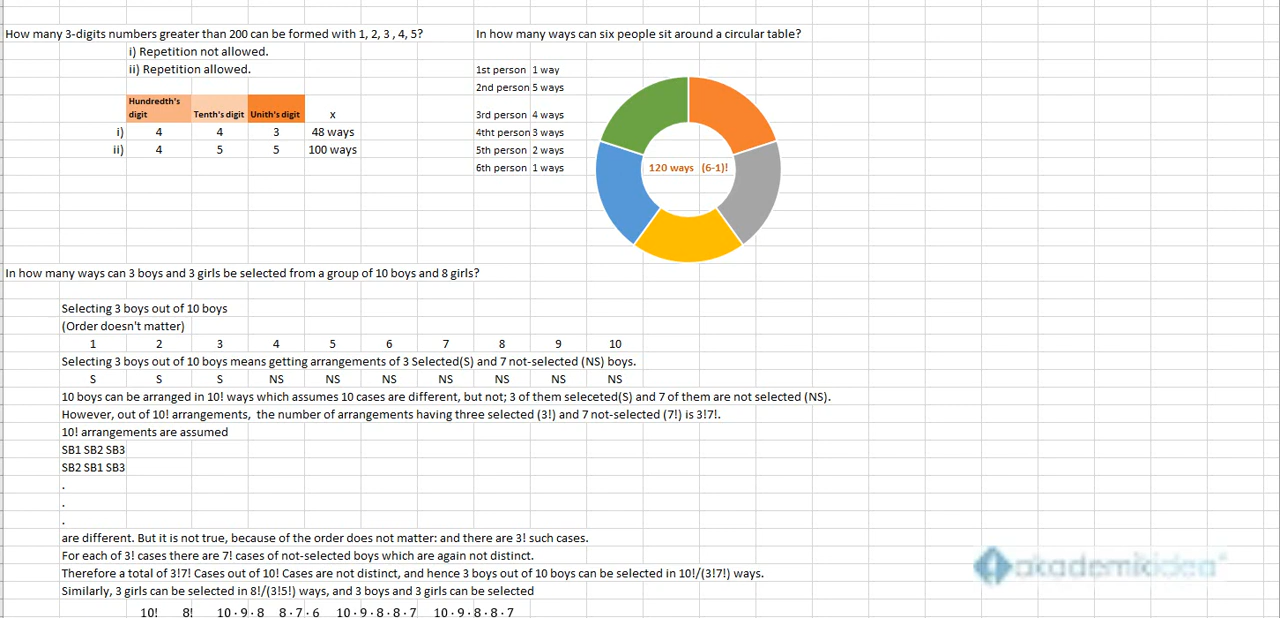 How many 3-digits numbers greater than 200 can be formed with 1, 2, 3 , 4, 5?
i) Repetition not allowed.
ii) Repetition allowed.
Hundredth's digit Tenth's digit Unith's digit x
i) 4 4 3 48 ways
ii) 4 5 5 100 ways
In how many ways can six people sit around a circular table?
1st person 1 way
2nd person 5 ways
3rd person 4 ways
4tht person 3 ways
5th person 2 ways
6th person 1 ways
120 ways (6-1)!
In how many ways can 3 boys and 3 girls be selected from a group of 10 boys and 8 girls?
Selecting 3 boys out of 10 boys
(Order doesn't matter)
1 2 3 4 5 6 7 8 9 10
Selecting 3 boys out of 10 boys means getting arrangements of 3 Selected(S) and 7 not-selected (NS) boys.
S S S NS NS NS NS NS NS NS
10 boys can be arranged in 10! ways which assumes 10 cases are different, but not; 3 of them seleceted(S) and 7 of them are not selected (NS).
However, out of 10! arrangements, the number of arrangements having three selected (3!) and 7 not-selected (7!) is 3!7!.
10! arrangements are assumed
SB1 SB2 SB3
SB2 SB1 SB3
.
.
.
are different. But it is not true, because of the order does not matter: and there are 3! such cases.
For each of 3! cases there are 7! cases of not-selected boys which are again not distinct.
Therefore a total of 3!7! Cases out of 10! Cases are not distinct, and hence 3 boys out of 10 boys can be selected in 10!/(3!7!) ways.
Similarly, 3 girls can be selected in 8!/(3!5!) ways, and 3 boys and 3 girls can be selected
10! 8! 10·9·8 8·7·6 10·9·8·8·7 10·9·8·8·7
akademikidea